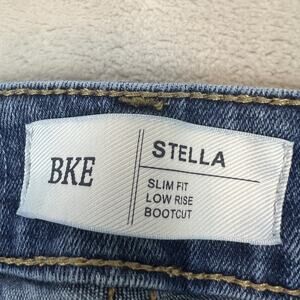 BKE
STELLA
SLIM FIT
LOW RISE
BOOTCUT